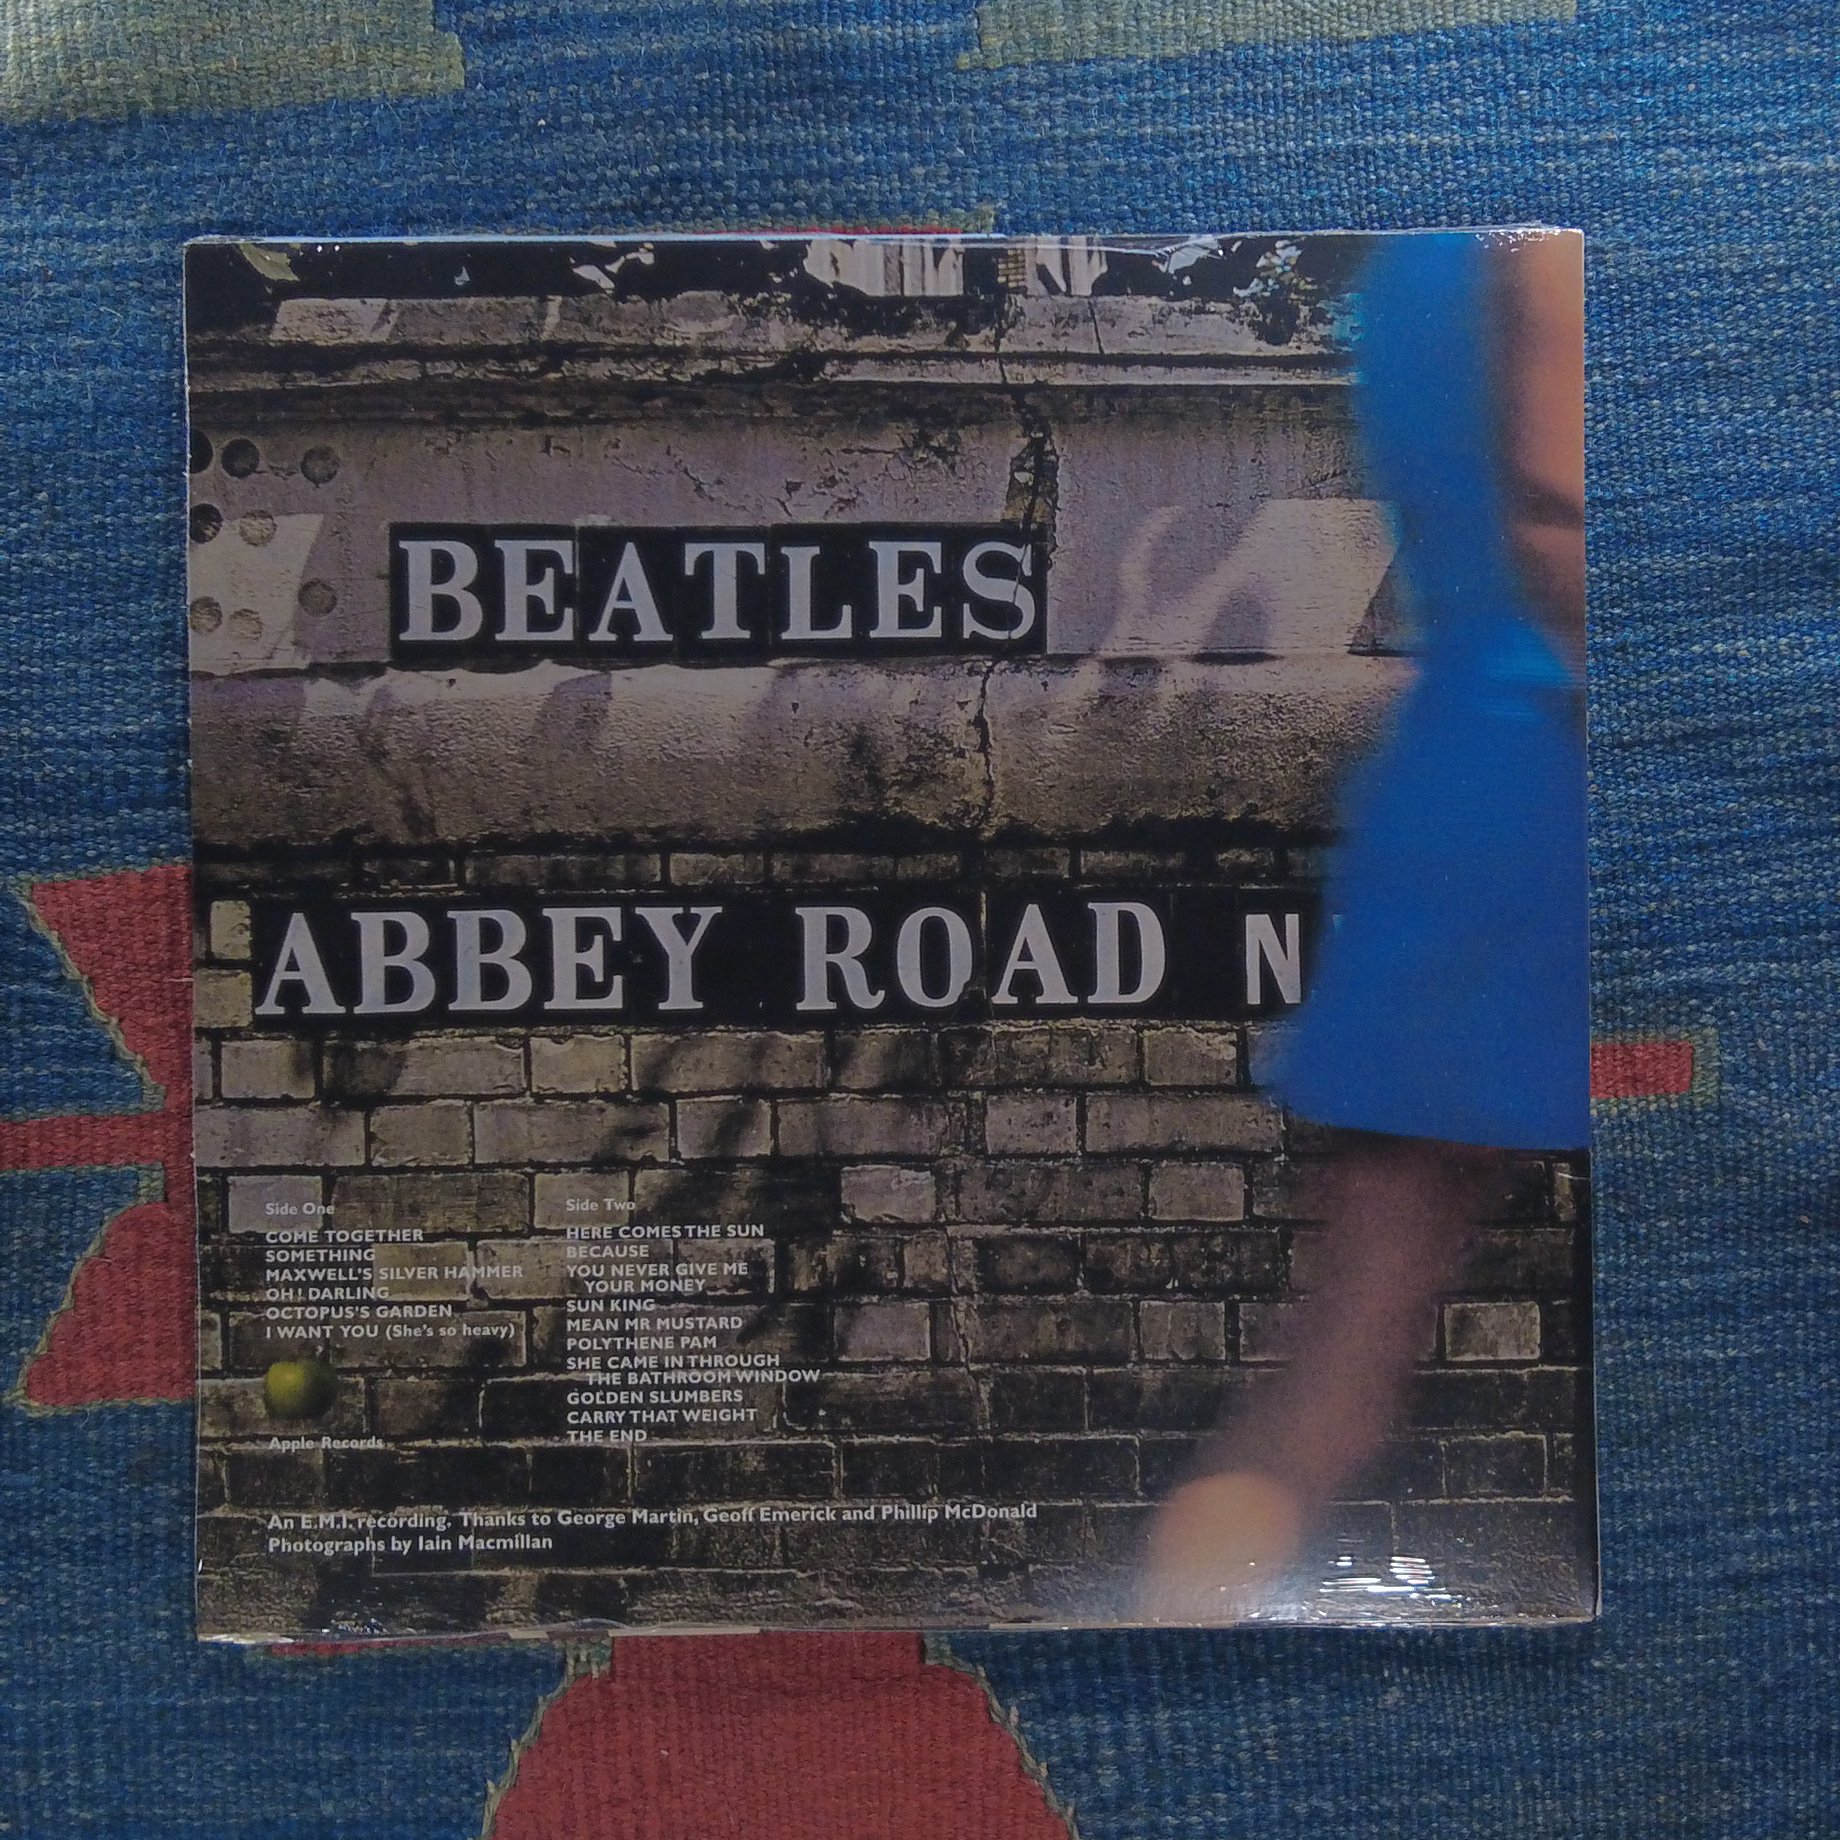 BEATLES
ABBEY ROAD N
Side One
COME TOGETHER
SOMETHING
MAXWELL'S SILVER HAMMER
OH! DARLING
OCTOPUS'S GARDEN
I WANT YOU (She's so heavy)
Apple Records
Side Two
HERE COMES THE SUN
BECAUSE
YOU NEVER GIVE ME
YOUR MONEY
SUN KING
MEAN MR MUSTARD
POLYTHENE PAM
SHE CAME IN THROUGH
THE BATHROOM WINDOW
GOLDEN SLUMBERS
CARRY THAT WEIGHT
THE END
An E.M.I. recording, Thanks to George Martin, Geoff Emerick and Phillip McDonald
Photographs by Iain Macmillan